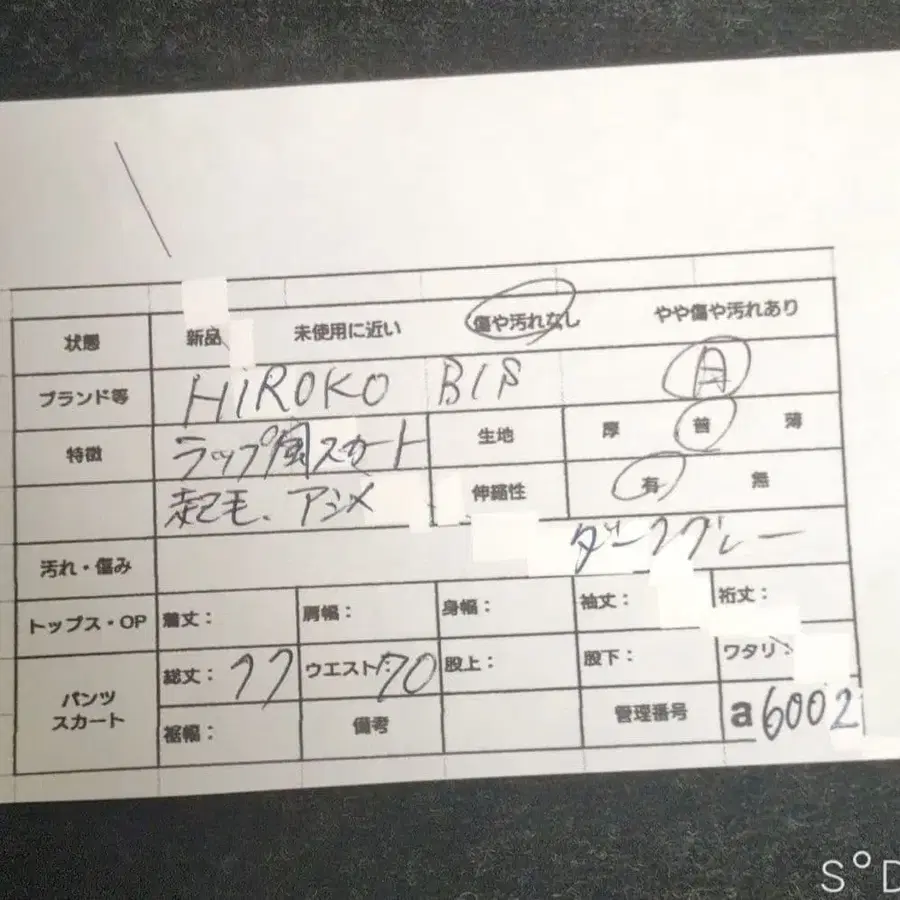 状態 新品 未使用に近い 傷や汚れなし やや傷や汚れあり
ブランド等 HIROKO BIS
特徴 ラップ風スカート 生地 厚 普 薄
起毛、アシメ 伸縮性 有 無
ダークグレー
汚れ・傷み
トップス・OP 着丈： 肩幅： 身幅： 袖丈： 裄丈：
パンツ スカート 総丈：77 ウエスト：70 股上： 股下： ワタリ：
裾幅： 備考 管理番号 a6002
S°D